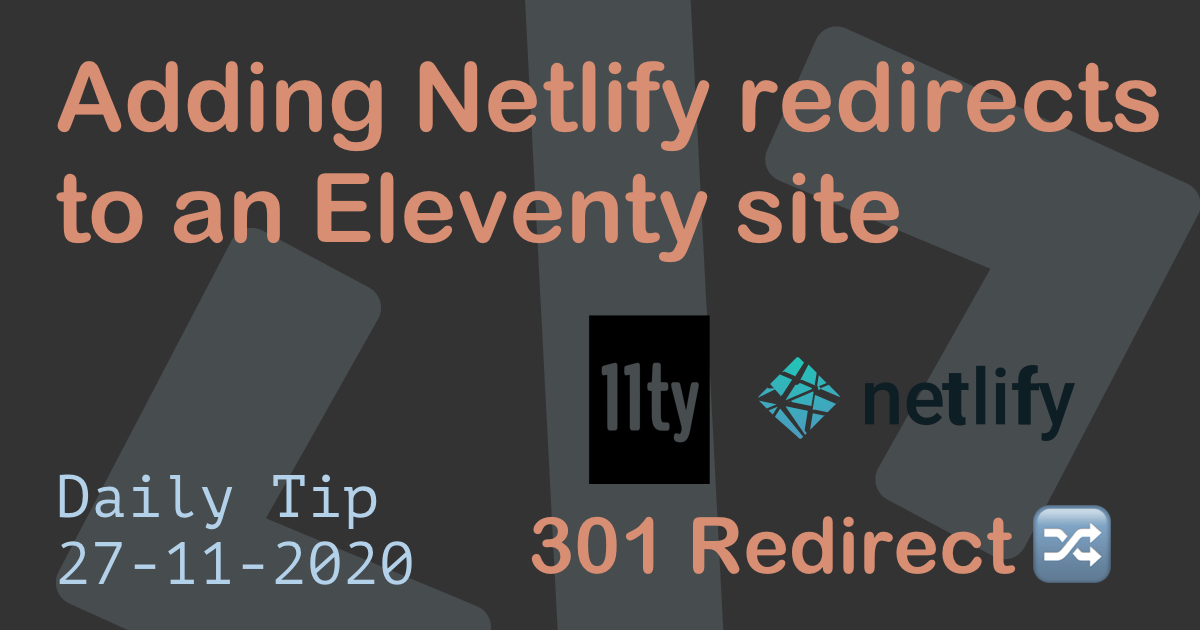 Adding Netlify redirects
to an Eleventy site
11ty
netlify
Daily Tip
27-11-2020
301 Redirect 🔀